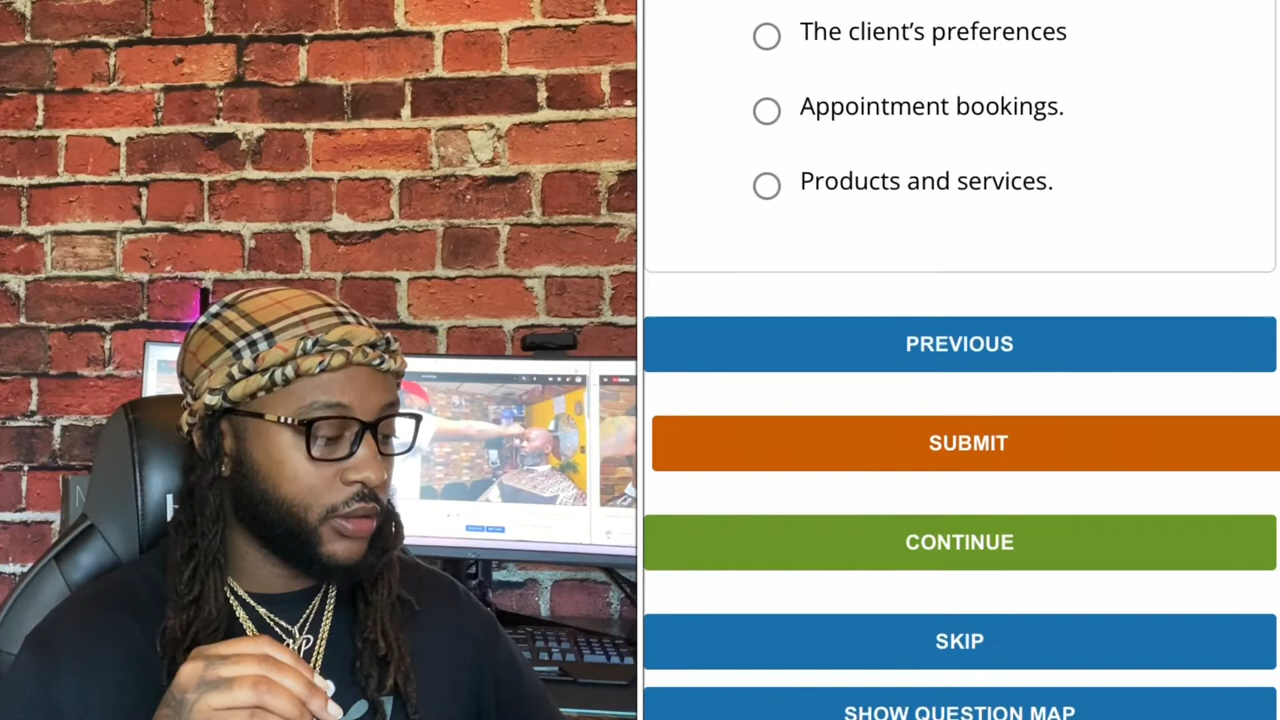 The client’s preferences
Appointment bookings.
Products and services.
PREVIOUS
SUBMIT
CONTINUE
SKIP
SHOW QUESTION MAP